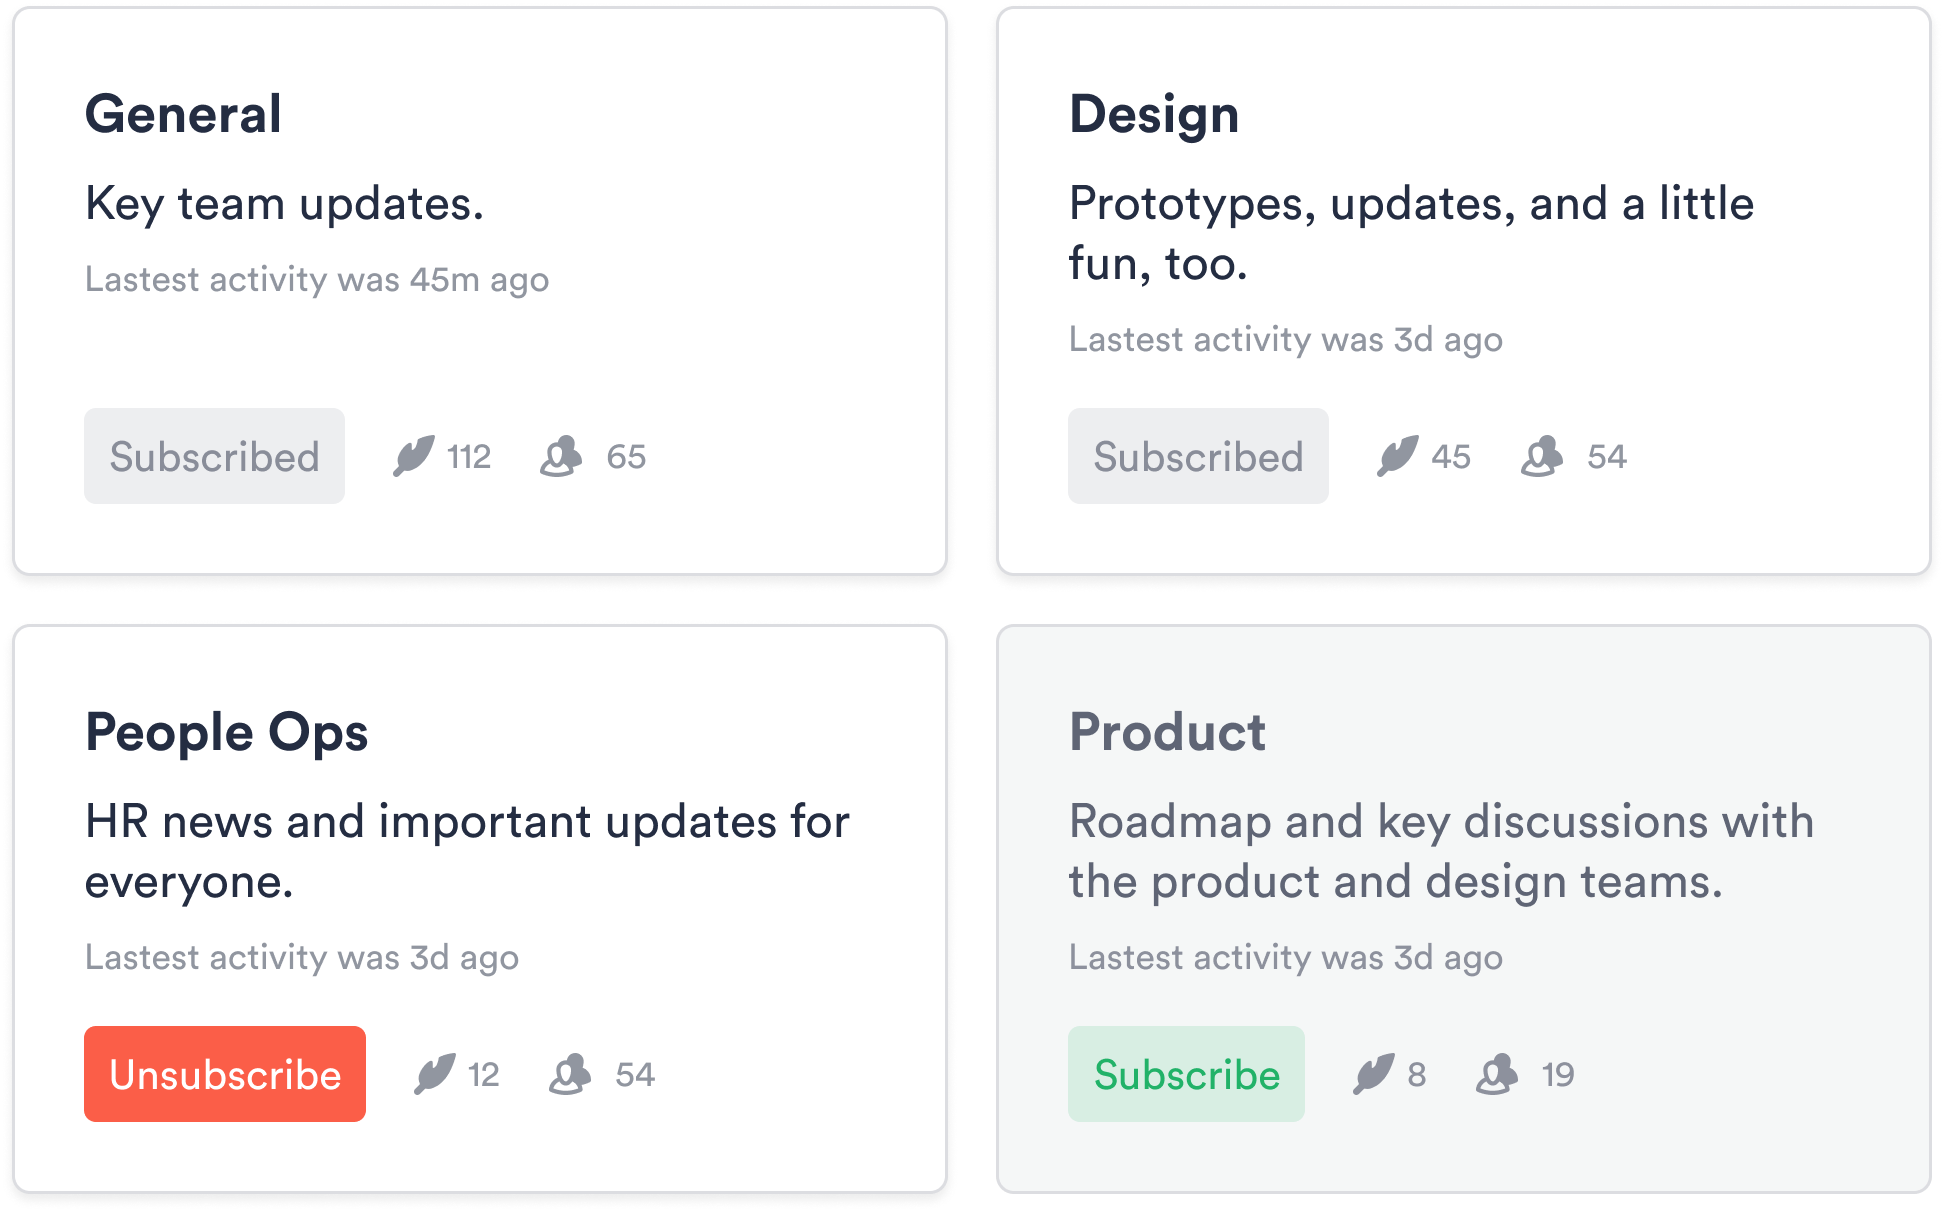 General
Key team updates.
Lastest activity was 45m ago
Subscribed 112 65
Design
Prototypes, updates, and a little
fun, too.
Lastest activity was 3d ago
Subscribed 45 54
People Ops
HR news and important updates for
everyone.
Lastest activity was 3d ago
Unsubscribe 12 54
Product
Roadmap and key discussions with
the product and design teams.
Lastest activity was 3d ago
Subscribe 8 19